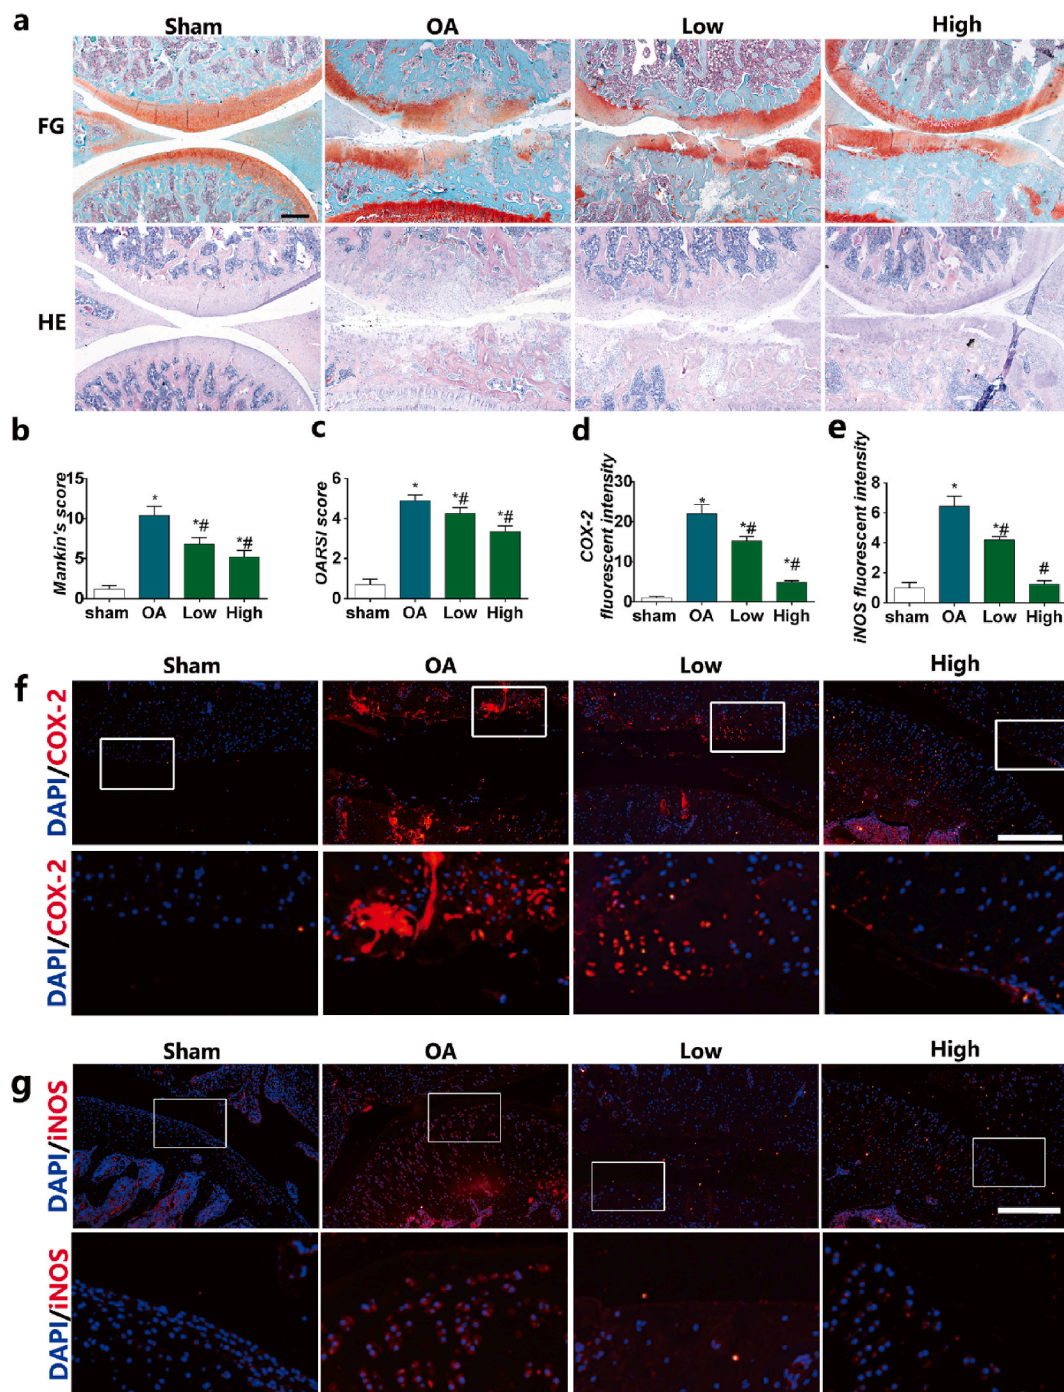 a
Sham OA Low High
FG
HE
b c d e
Mankin's score
15
10
5
0
* *# *#
sham OA Low High
OARSI score
6
4
2
0
* *# *#
sham OA Low High
COX-2
fluorescent intensity
30
20
10
0
* *# *#
sham OA Low High
iNOS fluorescent intensity
8
6
4
2
0
* *# #
sham OA Low High
f
Sham OA Low High
DAPI/COX-2
DAPI/COX-2
g
Sham OA Low High
DAPI/iNOS
DAPI/iNOS